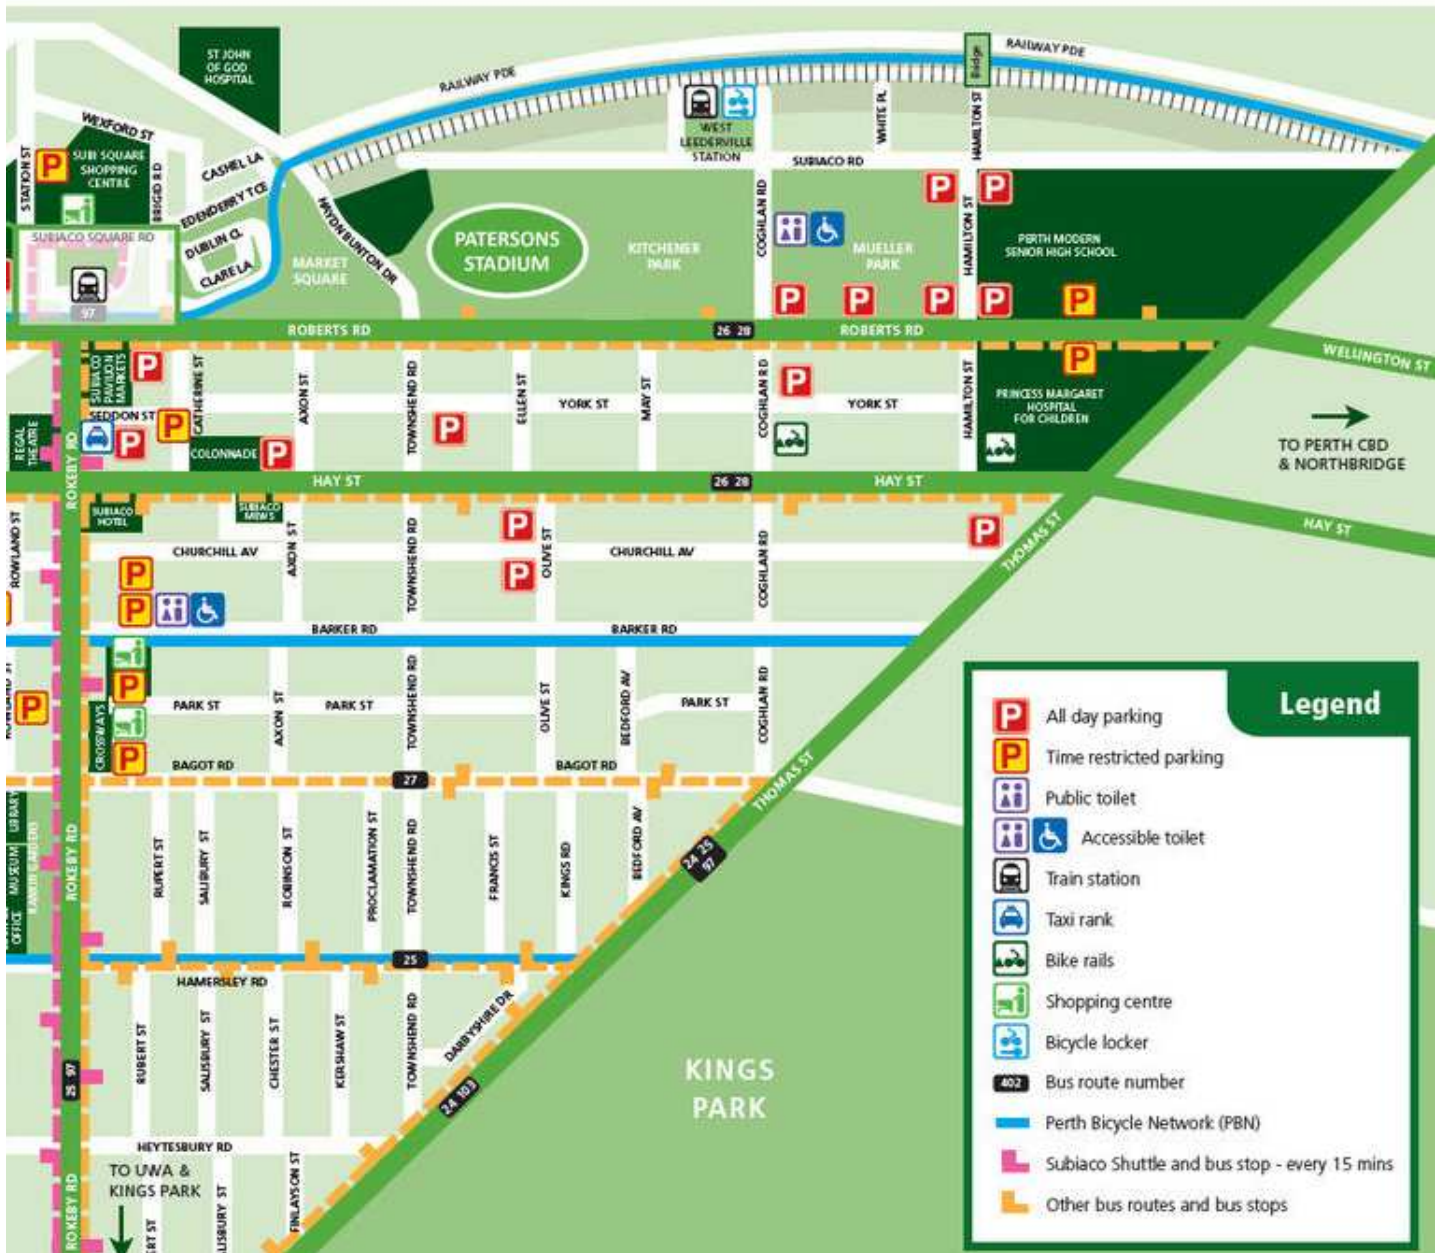 ST JOHN
OF GOD
HOSPITAL
RAILWAY PDE
Bridge
RAILWAY PDE
WEXFORD ST
STATION ST
P
SUBI SQUARE
SHOPPING
CENTRE
BRIGID RD
CASHEL LA
EDENDERRY TCE
DUBLIN CL
CLARE LA
SUBIACO SQUARE RD
97
HAYDN BUNTON DR
MARKET
SQUARE
PATERSONS
STADIUM
KITCHENER
PARK
WEST
LEEDERVILLE
STATION
SUBIACO RD
WHITE PL
HAMILTON ST
COGHLAN RD
MUELLER
PARK
HAMILTON ST
P
P
PERTH MODERN
SENIOR HIGH SCHOOL
P
P
P
P
P
ROBERTS RD
26 28
ROBERTS RD
WELLINGTON ST
SUBIACO
PAVILION
MARKETS
P
CATHERINE ST
AXON ST
TOWNSHEND RD
ELLEN ST
YORK ST
MAY ST
COGHLAN RD
P
YORK ST
HAMILTON ST
P
PRINCESS MARGARET
HOSPITAL
FOR CHILDREN
TO PERTH CBD
& NORTHBRIDGE
REGAL
THEATRE
ROKEBY RD
SEDDON ST
P
P
COLONNADE
P
P
HAY ST
26 28
HAY ST
HAY ST
THOMAS ST
ROWLAND ST
SUBIACO
HOTEL
SUBIACO
MEWS
AXON ST
TOWNSHEND RD
P
OLIVE ST
COGHLAN RD
P
CHURCHILL AV
CHURCHILL AV
P
P
P
BARKER RD
BARKER RD
P
P
CROSSWAYS
PARK ST
AXON ST
PARK ST
TOWNSHEND RD
OLIVE ST
BEDFORD AV
PARK ST
COGHLAN RD
P
BAGOT RD
27
BAGOT RD
THOMAS ST
LIBRARY
MUSEUM
OFFICE
RANKIN GARDENS
ROKEBY RD
RUPERT ST
SALISBURY ST
ROBINSON ST
PROCLAMATION ST
TOWNSHEND RD
FRANCIS ST
KINGS RD
BEDFORD AV
24 25
97
25
HAMERSLEY RD
RUBERT ST
SALISBURY ST
CHESTER ST
KERSHAW ST
TOWNSHEND RD
DARBYSHIRE DR
25 97
24 103
KINGS
PARK
HEYTESBURY RD
TO UWA &
KINGS PARK
ROKEBY RD
FINLAYSON ST
Legend
P All day parking
P Time restricted parking
Public toilet
Accessible toilet
Train station
Taxi rank
Bike rails
Shopping centre
Bicycle locker
402 Bus route number
Perth Bicycle Network (PBN)
Subiaco Shuttle and bus stop - every 15 mins
Other bus routes and bus stops